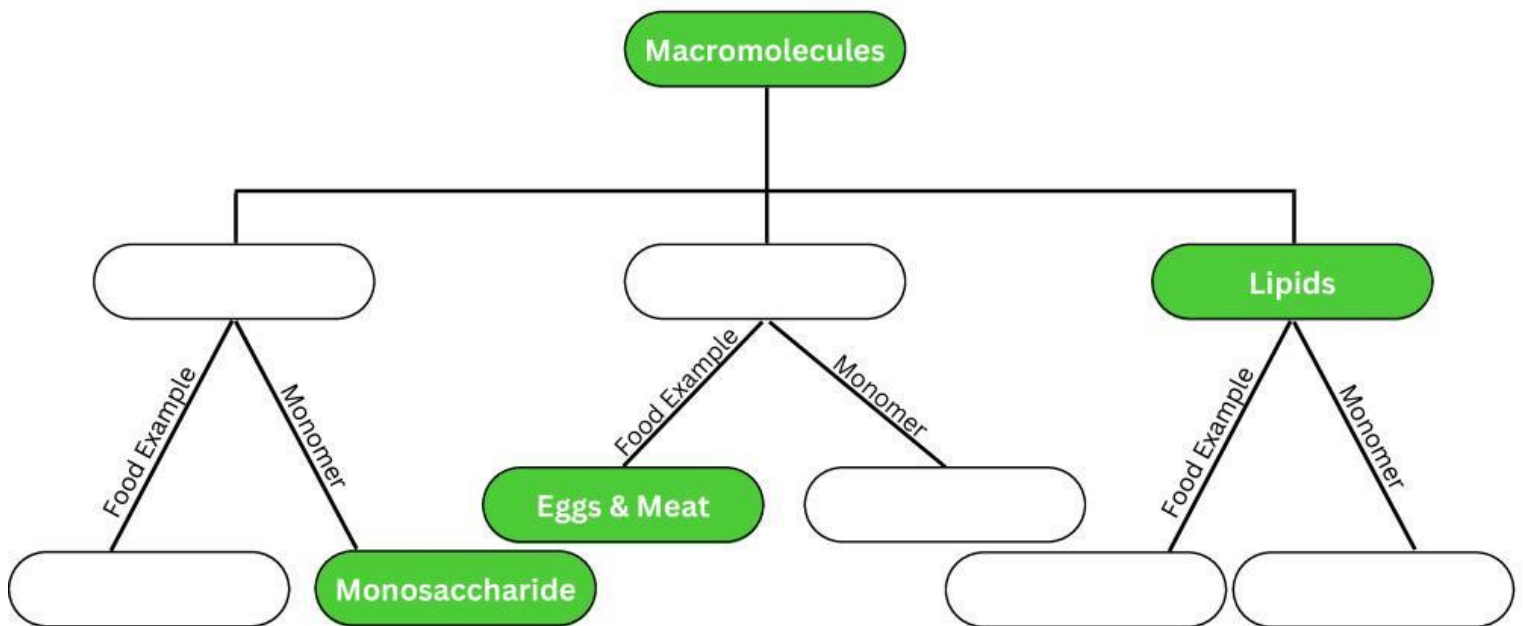 Macromolecules
Lipids
Food Example
Monomer
Food Example
Monomer
Food Example
Monomer
Eggs & Meat
Monosaccharide